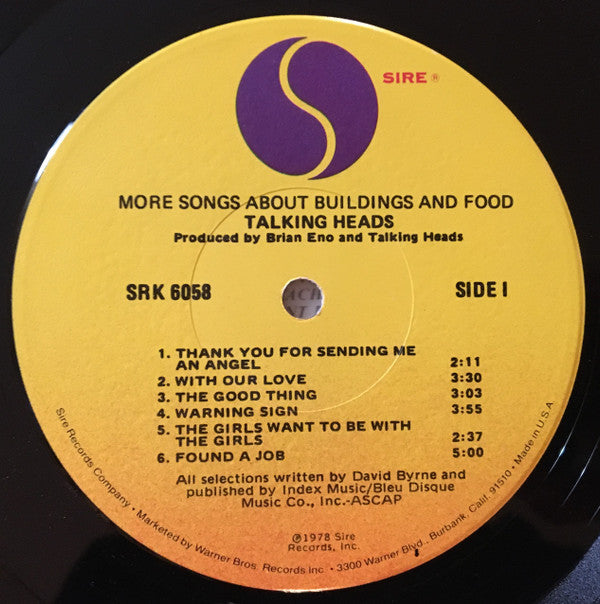 SIRE ®
MORE SONGS ABOUT BUILDINGS AND FOOD
TALKING HEADS
Produced by Brian Eno and Talking Heads
SRK 6058
SIDE I
1. THANK YOU FOR SENDING ME
AN ANGEL 2:11
2. WITH OUR LOVE 3:30
3. THE GOOD THING 3:03
4. WARNING SIGN 3:55
5. THE GIRLS WANT TO BE WITH
THE GIRLS 2:37
6. FOUND A JOB 5:00
All selections written by David Byrne and
published by Index Music/Bleu Disque
Music Co., Inc.-ASCAP
℗1978 Sire
Records, Inc.
Sire Records Company • Marketed by Warner Bros. Records Inc • 3300 Warner Blvd., Burbank, Calif. 91510 • Made in U.S.A.